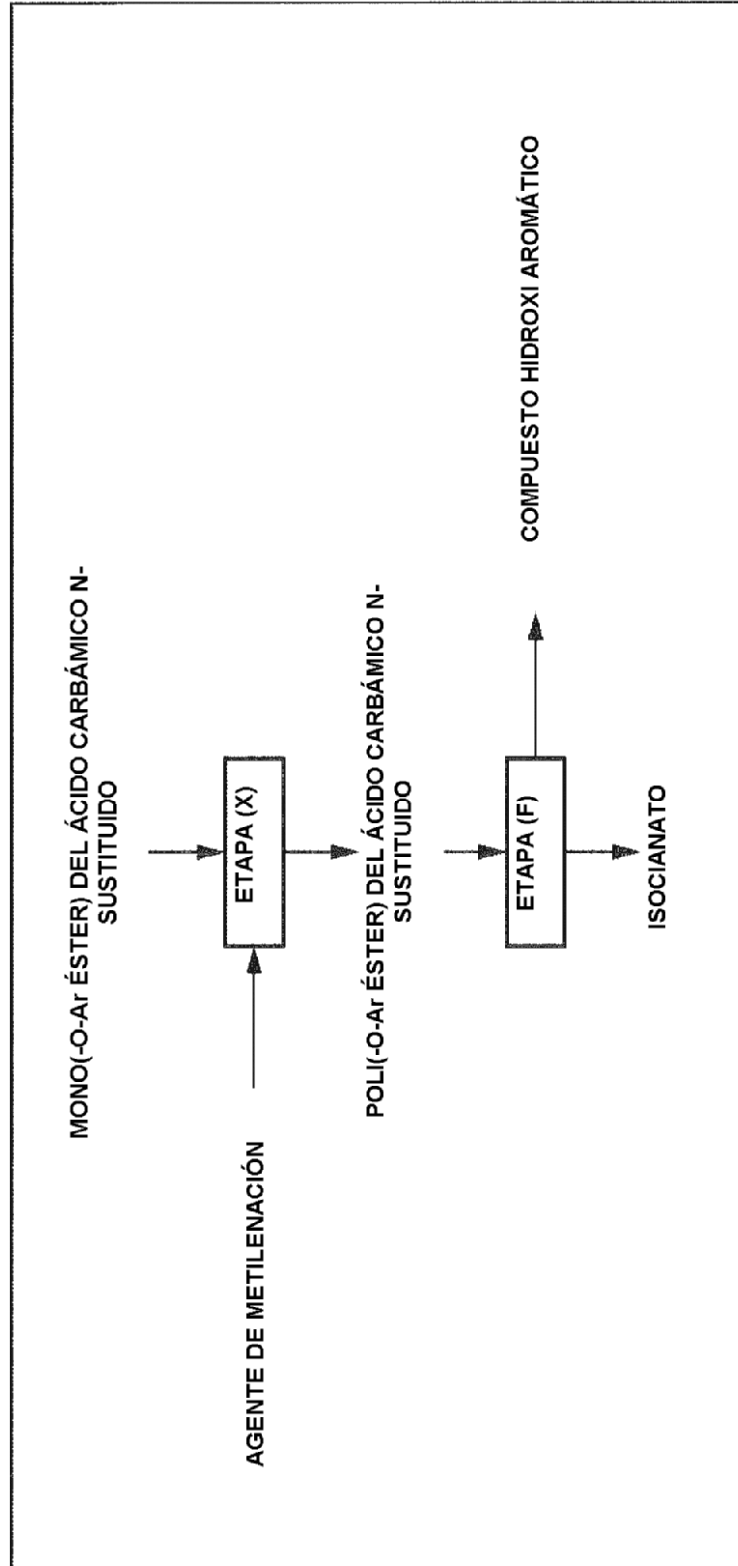 MONO(-O-Ar ÉSTER) DEL ÁCIDO CARBÁMICO N-
SUSTITUIDO
AGENTE DE METILENACIÓN
ETAPA (X)
POLI(-O-Ar ÉSTER) DEL ÁCIDO CARBÁMICO N-
SUSTITUIDO
ETAPA (F)
COMPUESTO HIDROXI AROMÁTICO
ISOCIANATO